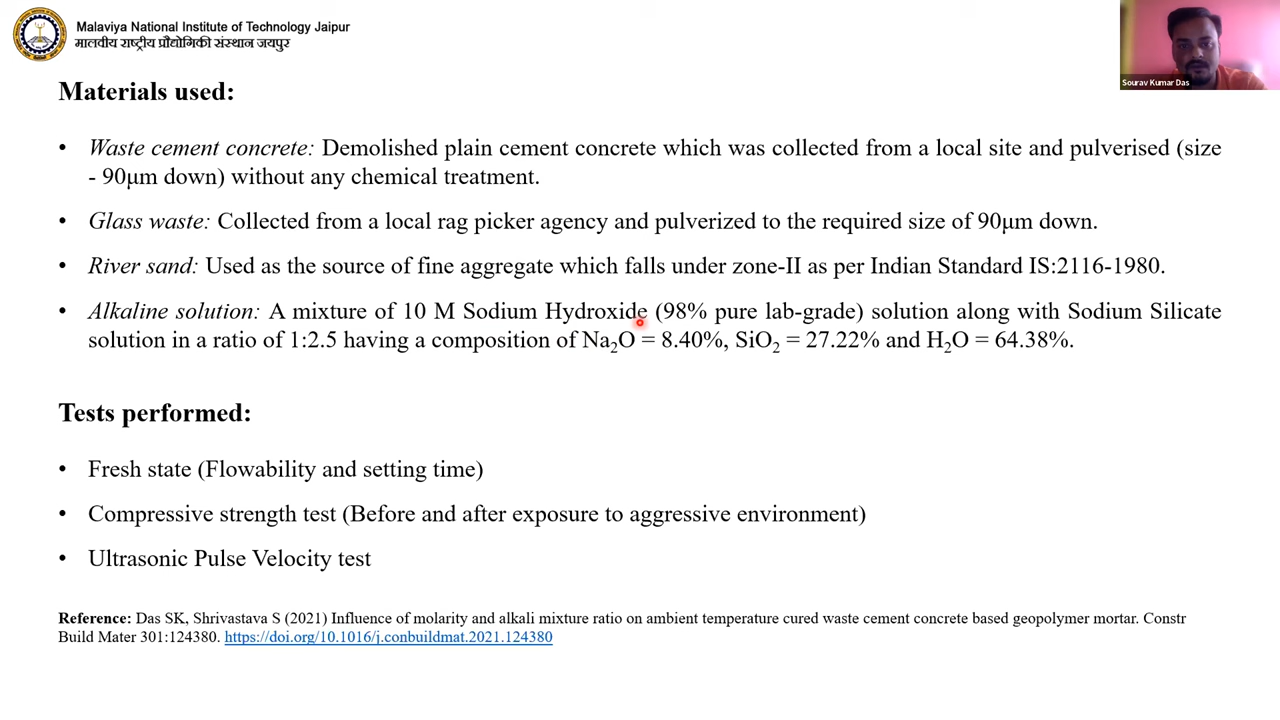 Malaviya National Institute of Technology Jaipur
मालवीय राष्ट्रीय प्रौद्योगिकी संस्थान जयपुर
Sourav Kumar Das
Materials used:
• Waste cement concrete: Demolished plain cement concrete which was collected from a local site and pulverised (size
- 90μm down) without any chemical treatment.
• Glass waste: Collected from a local rag picker agency and pulverized to the required size of 90μm down.
• River sand: Used as the source of fine aggregate which falls under zone-II as per Indian Standard IS:2116-1980.
• Alkaline solution: A mixture of 10 M Sodium Hydroxide (98% pure lab-grade) solution along with Sodium Silicate
solution in a ratio of 1:2.5 having a composition of Na₂O = 8.40%, SiO₂ = 27.22% and H₂O = 64.38%.
Tests performed:
• Fresh state (Flowability and setting time)
• Compressive strength test (Before and after exposure to aggressive environment)
• Ultrasonic Pulse Velocity test
Reference: Das SK, Shrivastava S (2021) Influence of molarity and alkali mixture ratio on ambient temperature cured waste cement concrete based geopolymer mortar. Constr
Build Mater 301:124380. https://doi.org/10.1016/j.conbuildmat.2021.124380